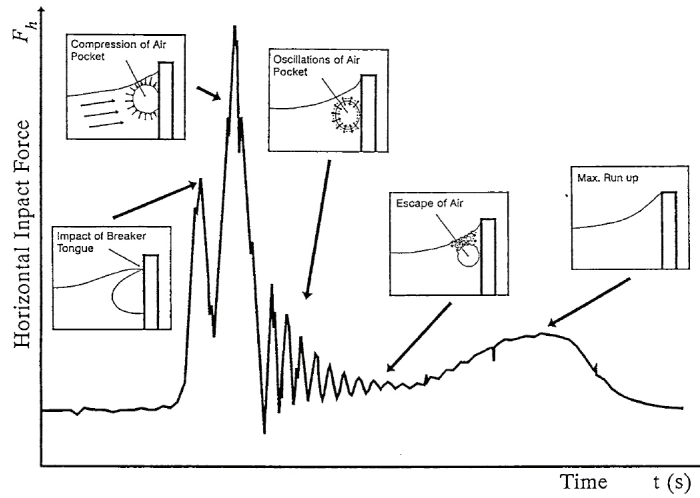 F_h
Horizontal Inpact Force
Compression of Air
Pocket
Oscillations of Air
Pocket
Impact of Breaker
Tongue
Escape of Air
Max. Run up
Time t (s)